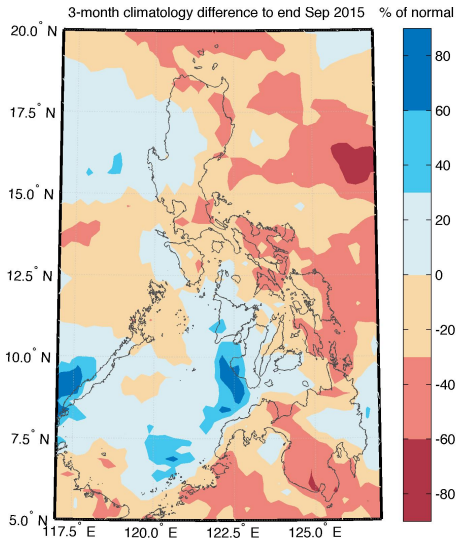 3-month climatology difference to end Sep 2015 % of normal
20.0° N
17.5° N
15.0° N
12.5° N
10.0° N
7.5° N
5.0° N
117.5° E 120.0° E 122.5° E 125.0° E
80
60
40
20
0
-20
-40
-60
-80